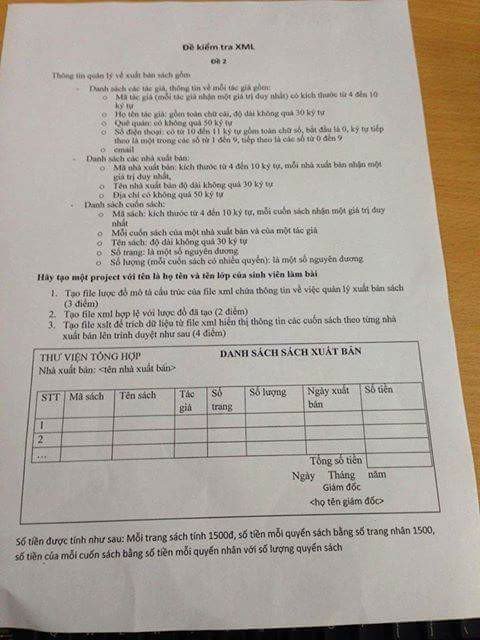 Đề kiểm tra XML
Đề 2
Thông tin quản lý về xuất bản sách gồm
- Danh sách các tác giả, thông tin về mỗi tác giả gồm:
o Mã tác giả (mỗi tác giả nhận một giá trị duy nhất) có kích thước từ 4 đến 10
ký tự
o Họ tên tác giả: gồm toàn chữ cái, độ dài không quá 30 ký tự
o Quê quán: có không quá 50 ký tự
o Số điện thoại: có từ 10 đến 11 ký tự gồm toàn chữ số, bắt đầu là 0, ký tự tiếp
theo là một trong các số từ 1 đến 9, tiếp theo là các số từ 0 đến 9
o email
- Danh sách các nhà xuất bản:
o Mã nhà xuất bản: kích thước từ 4 đến 10 ký tự, mỗi nhà xuất bản nhận một
giá trị duy nhất,
o Tên nhà xuất bản độ dài không quá 30 ký tự
o Địa chỉ có không quá 50 ký tự
- Danh sách cuốn sách:
o Mã sách: kích thước từ 4 đến 10 ký tự, mỗi cuốn sách nhận một giá trị duy
nhất
o Mỗi cuốn sách của một nhà xuất bản và của một tác giả
o Tên sách: độ dài không quá 30 ký tự
o Số trang: là một số nguyên dương
o Số lượng (mỗi cuốn sách có nhiều quyển): là một số nguyên dương
Hãy tạo một project với tên là họ tên và tên lớp của sinh viên làm bài
1. Tạo file lược đồ mô tả cấu trúc của file xml chứa thông tin về việc quản lý xuất bản sách
(3 điểm)
2. Tạo file xml hợp lệ với lược đồ đã tạo (2 điểm)
3. Tạo file xslt để trích dữ liệu từ file xml hiển thị thông tin các cuốn sách theo từng nhà
xuất bản lên trình duyệt như sau (4 điểm)
THƯ VIỆN TỔNG HỢP DANH SÁCH SÁCH XUẤT BẢN
Nhà xuất bản: <tên nhà xuất bản>
STT Mã sách Tên sách Tác giả Số trang Số lượng Ngày xuất bản Số tiền
1
2
...
Tổng số tiền
Ngày Tháng năm
Giám đốc
<họ tên giám đốc>
Số tiền được tính như sau: Mỗi trang sách tính 1500đ, số tiền mỗi quyển sách bằng số trang nhân 1500,
số tiền của mỗi cuốn sách bằng số tiền mỗi quyển nhân với số lượng quyển sách